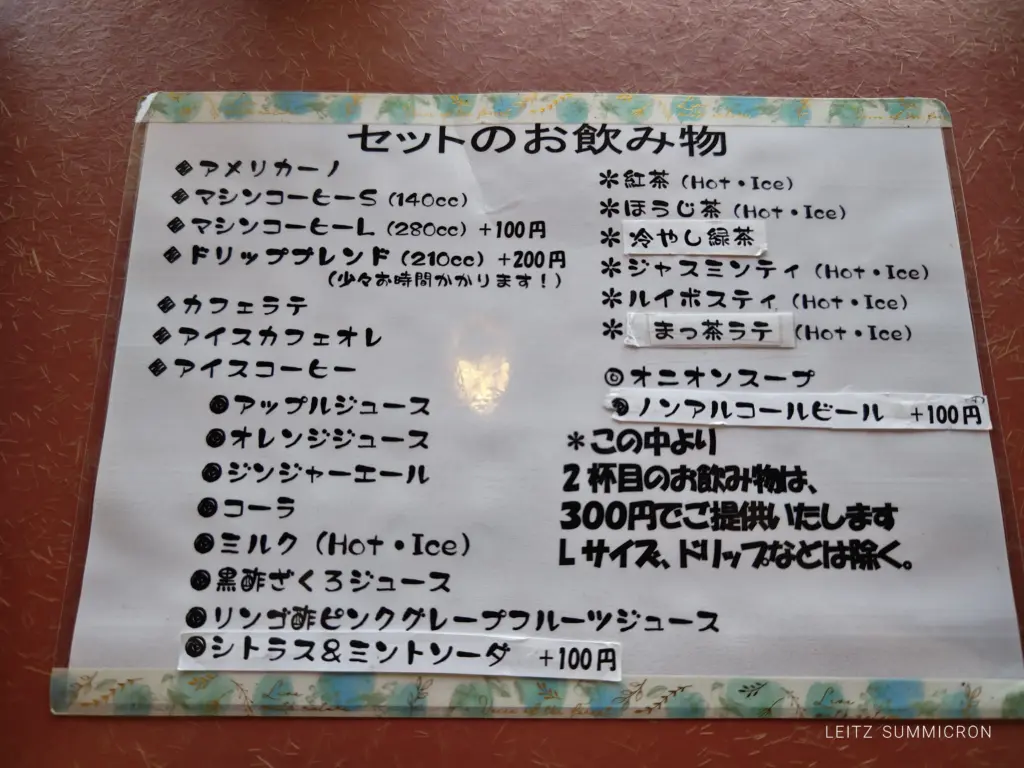 セットのお飲み物
アメリカーノ
マシンコーヒーS (140cc)
マシンコーヒーL (280cc) +100円
ドリップブレンド (210cc) +200円
(少々お時間かかります!)
カフェラテ
アイスカフェオレ
アイスコーヒー
アップルジュース
オレンジジュース
ジンジャーエール
コーラ
ミルク (Hot・Ice)
黒酢ざくろジュース
リンゴ酢ピンクグレープフルーツジュース
シトラス&ミントソーダ +100円
*紅茶 (Hot・Ice)
*ほうじ茶 (Hot・Ice)
*冷やし緑茶
*ジャスミンティ (Hot・Ice)
*ルイボスティ (Hot・Ice)
*まっ茶ラテ (Hot・Ice)
◎オニオンスープ
ノンアルコールビール +100円
*この中より
2杯目のお飲み物は、
300円でご提供いたします
Lサイズ、ドリップなどは除く。
LEITZ SUMMICRON